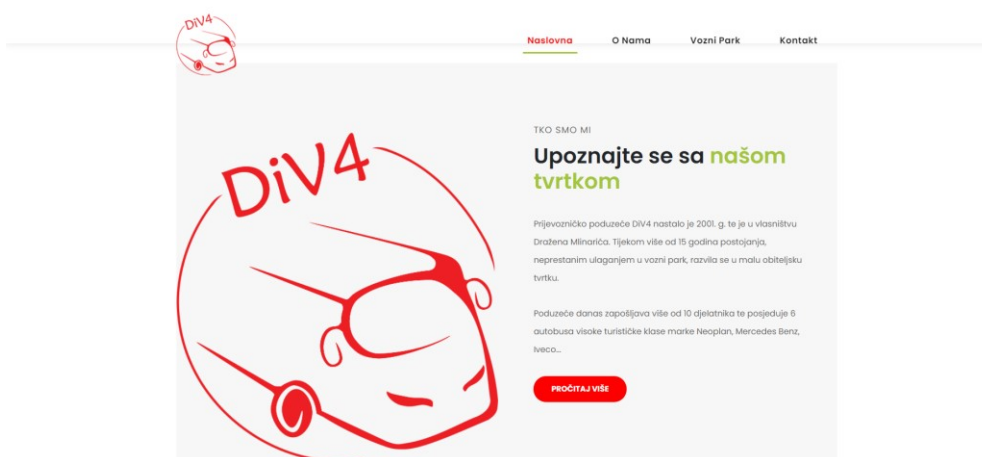 DiV4
Naslovna O Nama Vozni Park Kontakt
DiV4
TKO SMO MI
Upoznajte se sa našom
tvrtkom
Prijevozničko poduzeće DiV4 nastalo je 2001. g. te je u vlasništvu
Dražena Mlinarića. Tijekom više od 15 godina postojanja,
neprestanim ulaganjem u vozni park, razvila se u malu obiteljsku
tvrtku.
Poduzeće danas zapošljava više od 10 djelatnika te posjeduje 6
autobusa visoke turističke klase marke Neoplan, Mercedes Benz,
Iveco...
PROČITAJ VIŠE